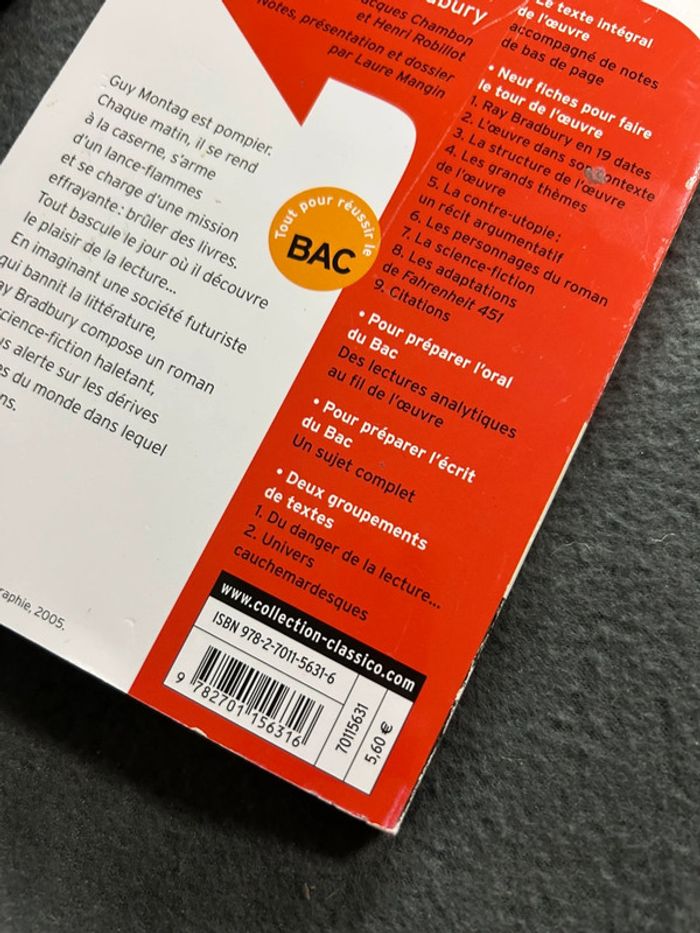 Guy Montag est pompier.
Chaque matin, il se rend
à la caserne, s'arme
d'un lance-flammes
et se charge d'une mission
effrayante : brûler des livres.
Tout bascule le jour où il découvre
le plaisir de la lecture...
En imaginant une société futuriste
qui bannit la littérature,
Ray Bradbury compose un roman
science-fiction haletant,
alerte sur les dérives
du monde dans lequel
2005.
Chambon
et Henri Robillot
Notes, présentation et dossier
par Laure Mangin
Tout pour réussir le
BAC
Le texte intégral
de l'œuvre
accompagné de notes
de bas de page
• Neuf fiches pour faire
le tour de l'œuvre
1. Ray Bradbury en 19 dates
2. L'œuvre dans son contexte
3. La structure de l'œuvre
4. Les grands thèmes
de l'œuvre
5. La contre-utopie :
un récit argumentatif
6. Les personnages du roman
7. La science-fiction
8. Les adaptations
de Fahrenheit 451
9. Citations
• Pour préparer l'oral
du Bac
Des lectures analytiques
au fil de l'œuvre
• Pour préparer l'écrit
du Bac
Un sujet complet
• Deux groupements
de textes
1. Du danger de la lecture...
2. Univers
cauchemardesques
www.collection-classico.com
ISBN 978-2-7011-5631-6
9 782701 156316
70115631
5,60 €